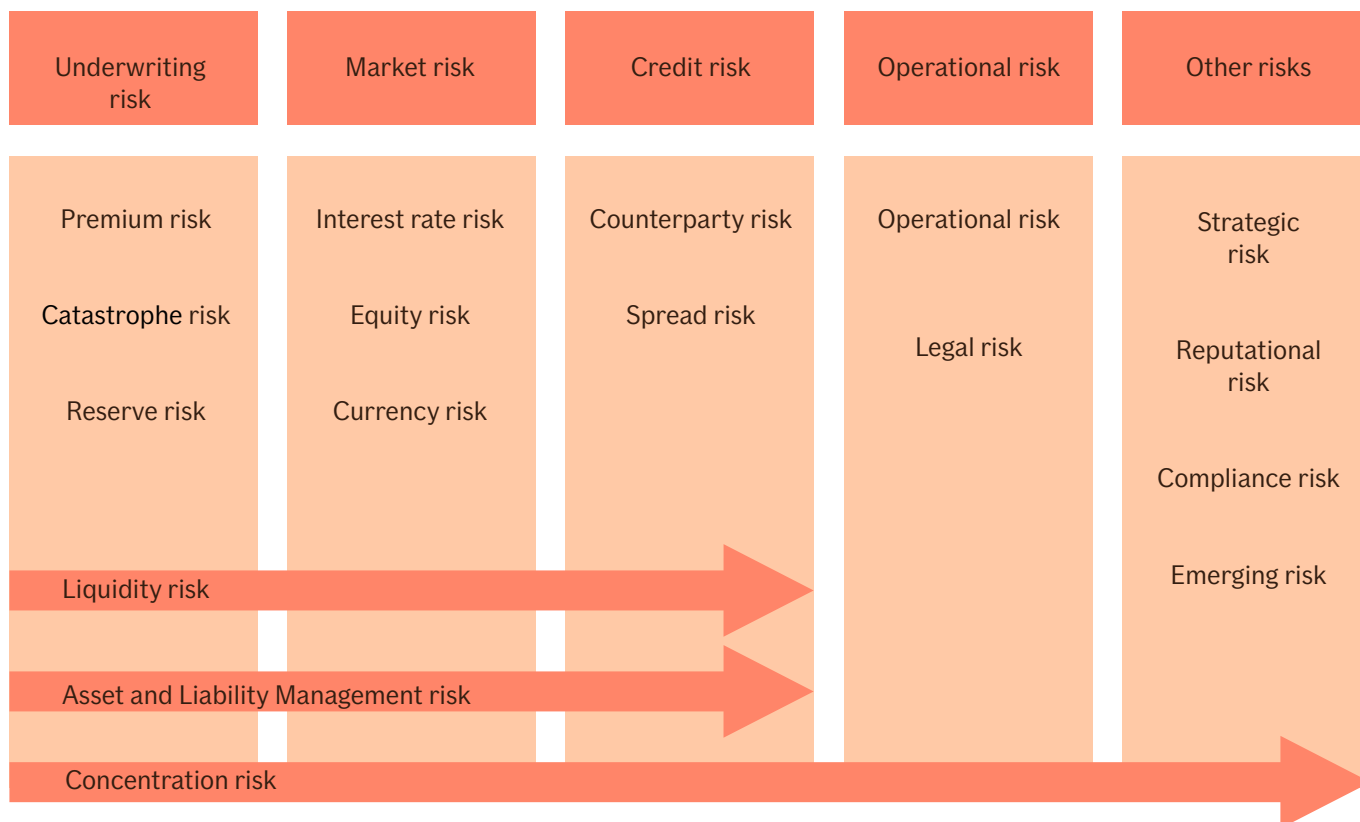 Underwriting
risk
Market risk
Credit risk
Operational risk
Other risks
Premium risk
Catastrophe risk
Reserve risk
Interest rate risk
Equity risk
Currency risk
Counterparty risk
Spread risk
Operational risk
Legal risk
Strategic
risk
Reputational
risk
Compliance risk
Emerging risk
Liquidity risk
Asset and Liability Management risk
Concentration risk